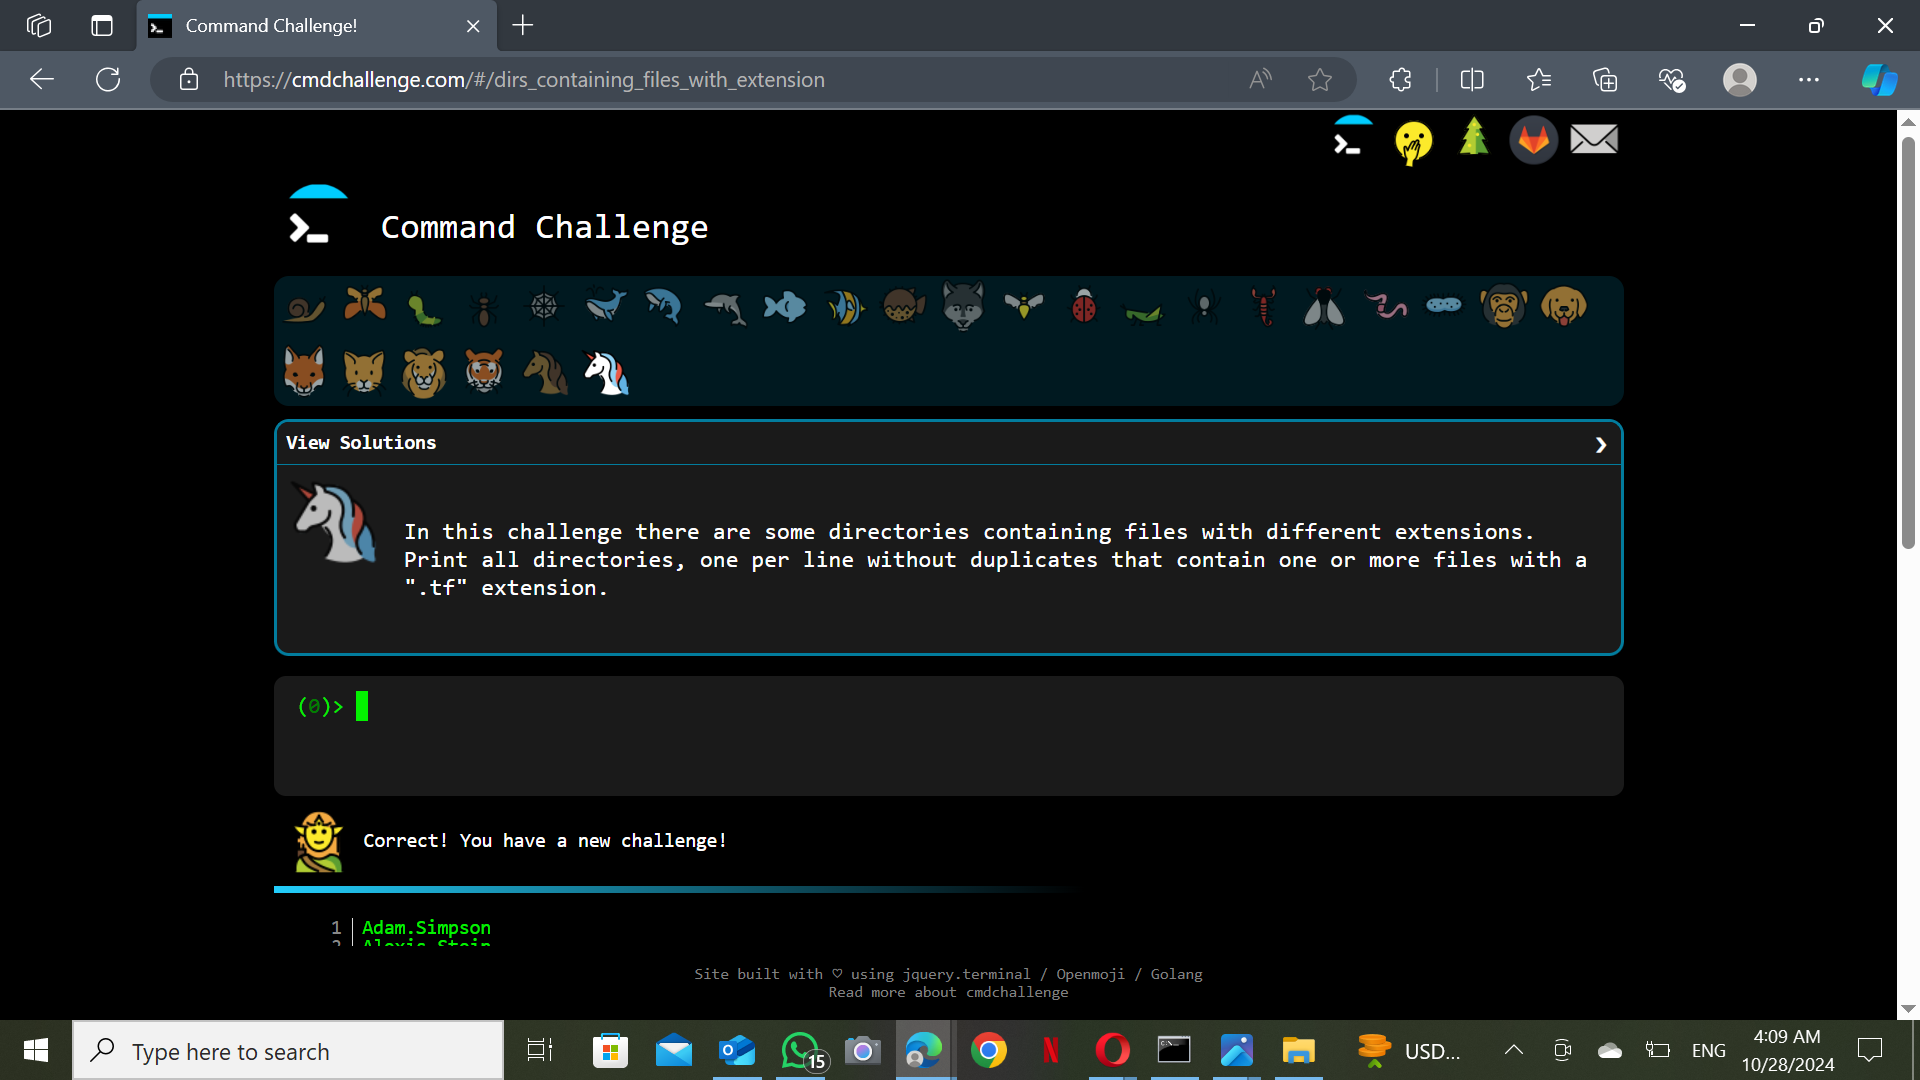 Command Challenge!
https://cmdchallenge.com/#/dirs_containing_files_with_extension
Command Challenge
View Solutions
In this challenge there are some directories containing files with different extensions.
Print all directories, one per line without duplicates that contain one or more files with a
".tf" extension.
(0)>
Correct! You have a new challenge!
1 Adam.Simpson
2 Alexis.Stein
Site built with ♡ using jquery.terminal / Openmoji / Golang
Read more about cmdchallenge
Type here to search
15
USD...
ENG
4:09 AM
10/28/2024